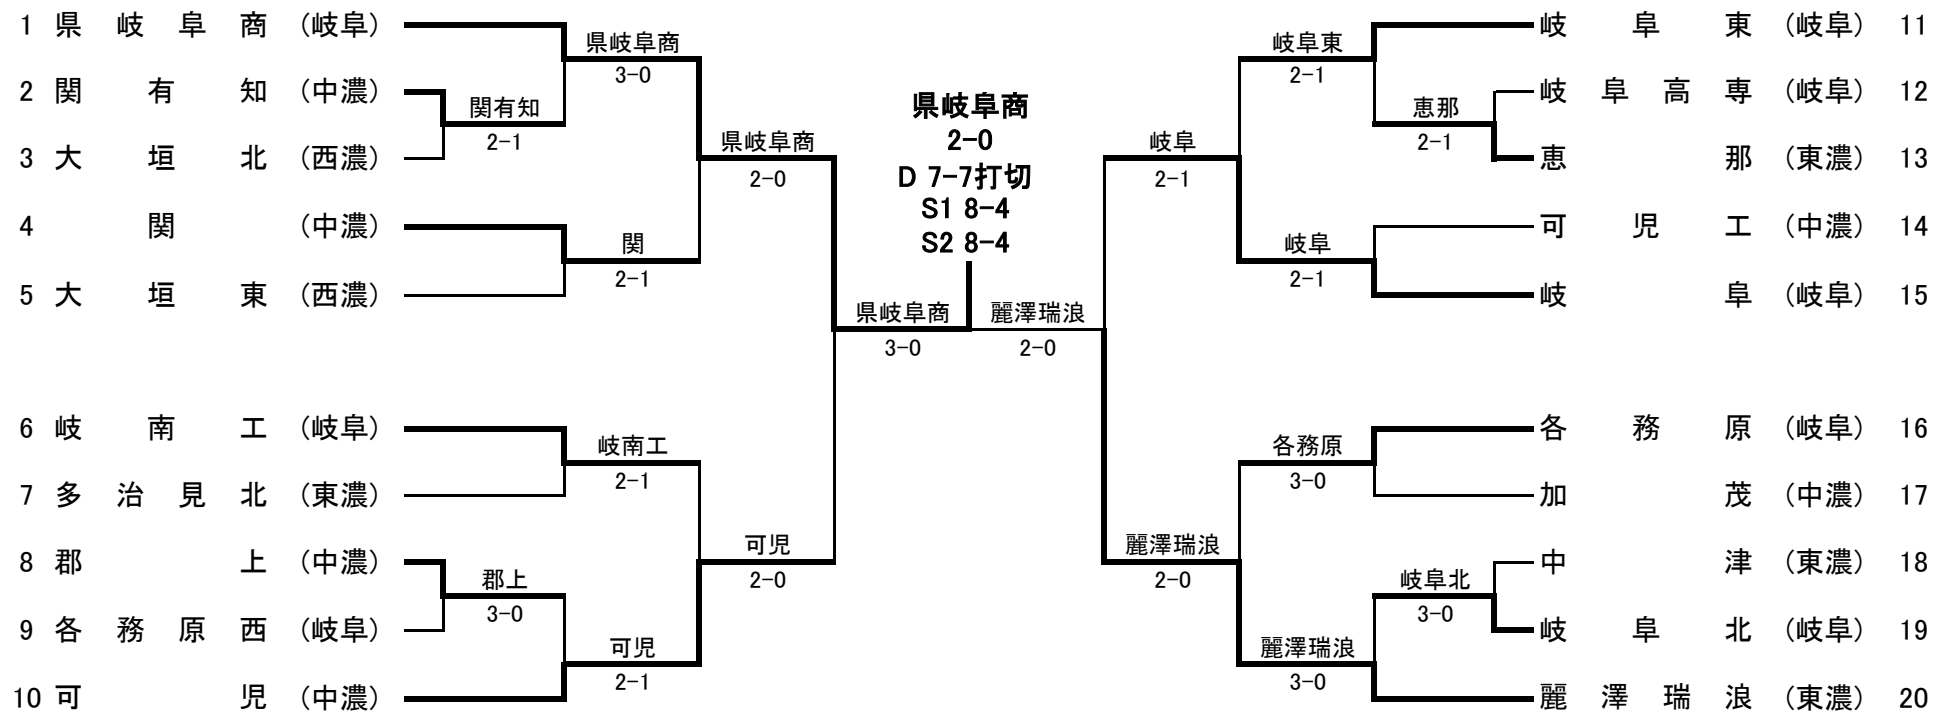 1 県岐阜商 (岐阜)
2 関有知 (中濃)
3 大垣北 (西濃)
4 関 (中濃)
5 大垣東 (西濃)
6 岐南工 (岐阜)
7 多治見北 (東濃)
8 郡上 (中濃)
9 各務原西 (岐阜)
10 可児 (中濃)
関有知
2-1
郡上
3-0
県岐阜商
3-0
関
2-1
岐南工
2-1
可児
2-1
県岐阜商
2-0
可児
2-0
県岐阜商
3-0
県岐阜商
2-0
D 7-7打切
S1 8-4
S2 8-4
麗澤瑞浪
2-0
岐阜
2-1
麗澤瑞浪
2-0
岐阜東
2-1
岐阜
2-1
各務原
3-0
麗澤瑞浪
3-0
恵那
2-1
岐阜北
3-0
岐阜東 (岐阜) 11
岐阜高専 (岐阜) 12
恵那 (東濃) 13
可児工 (中濃) 14
岐阜 (岐阜) 15
各務原 (岐阜) 16
加茂 (中濃) 17
中津 (東濃) 18
岐阜北 (岐阜) 19
麗澤瑞浪 (東濃) 20